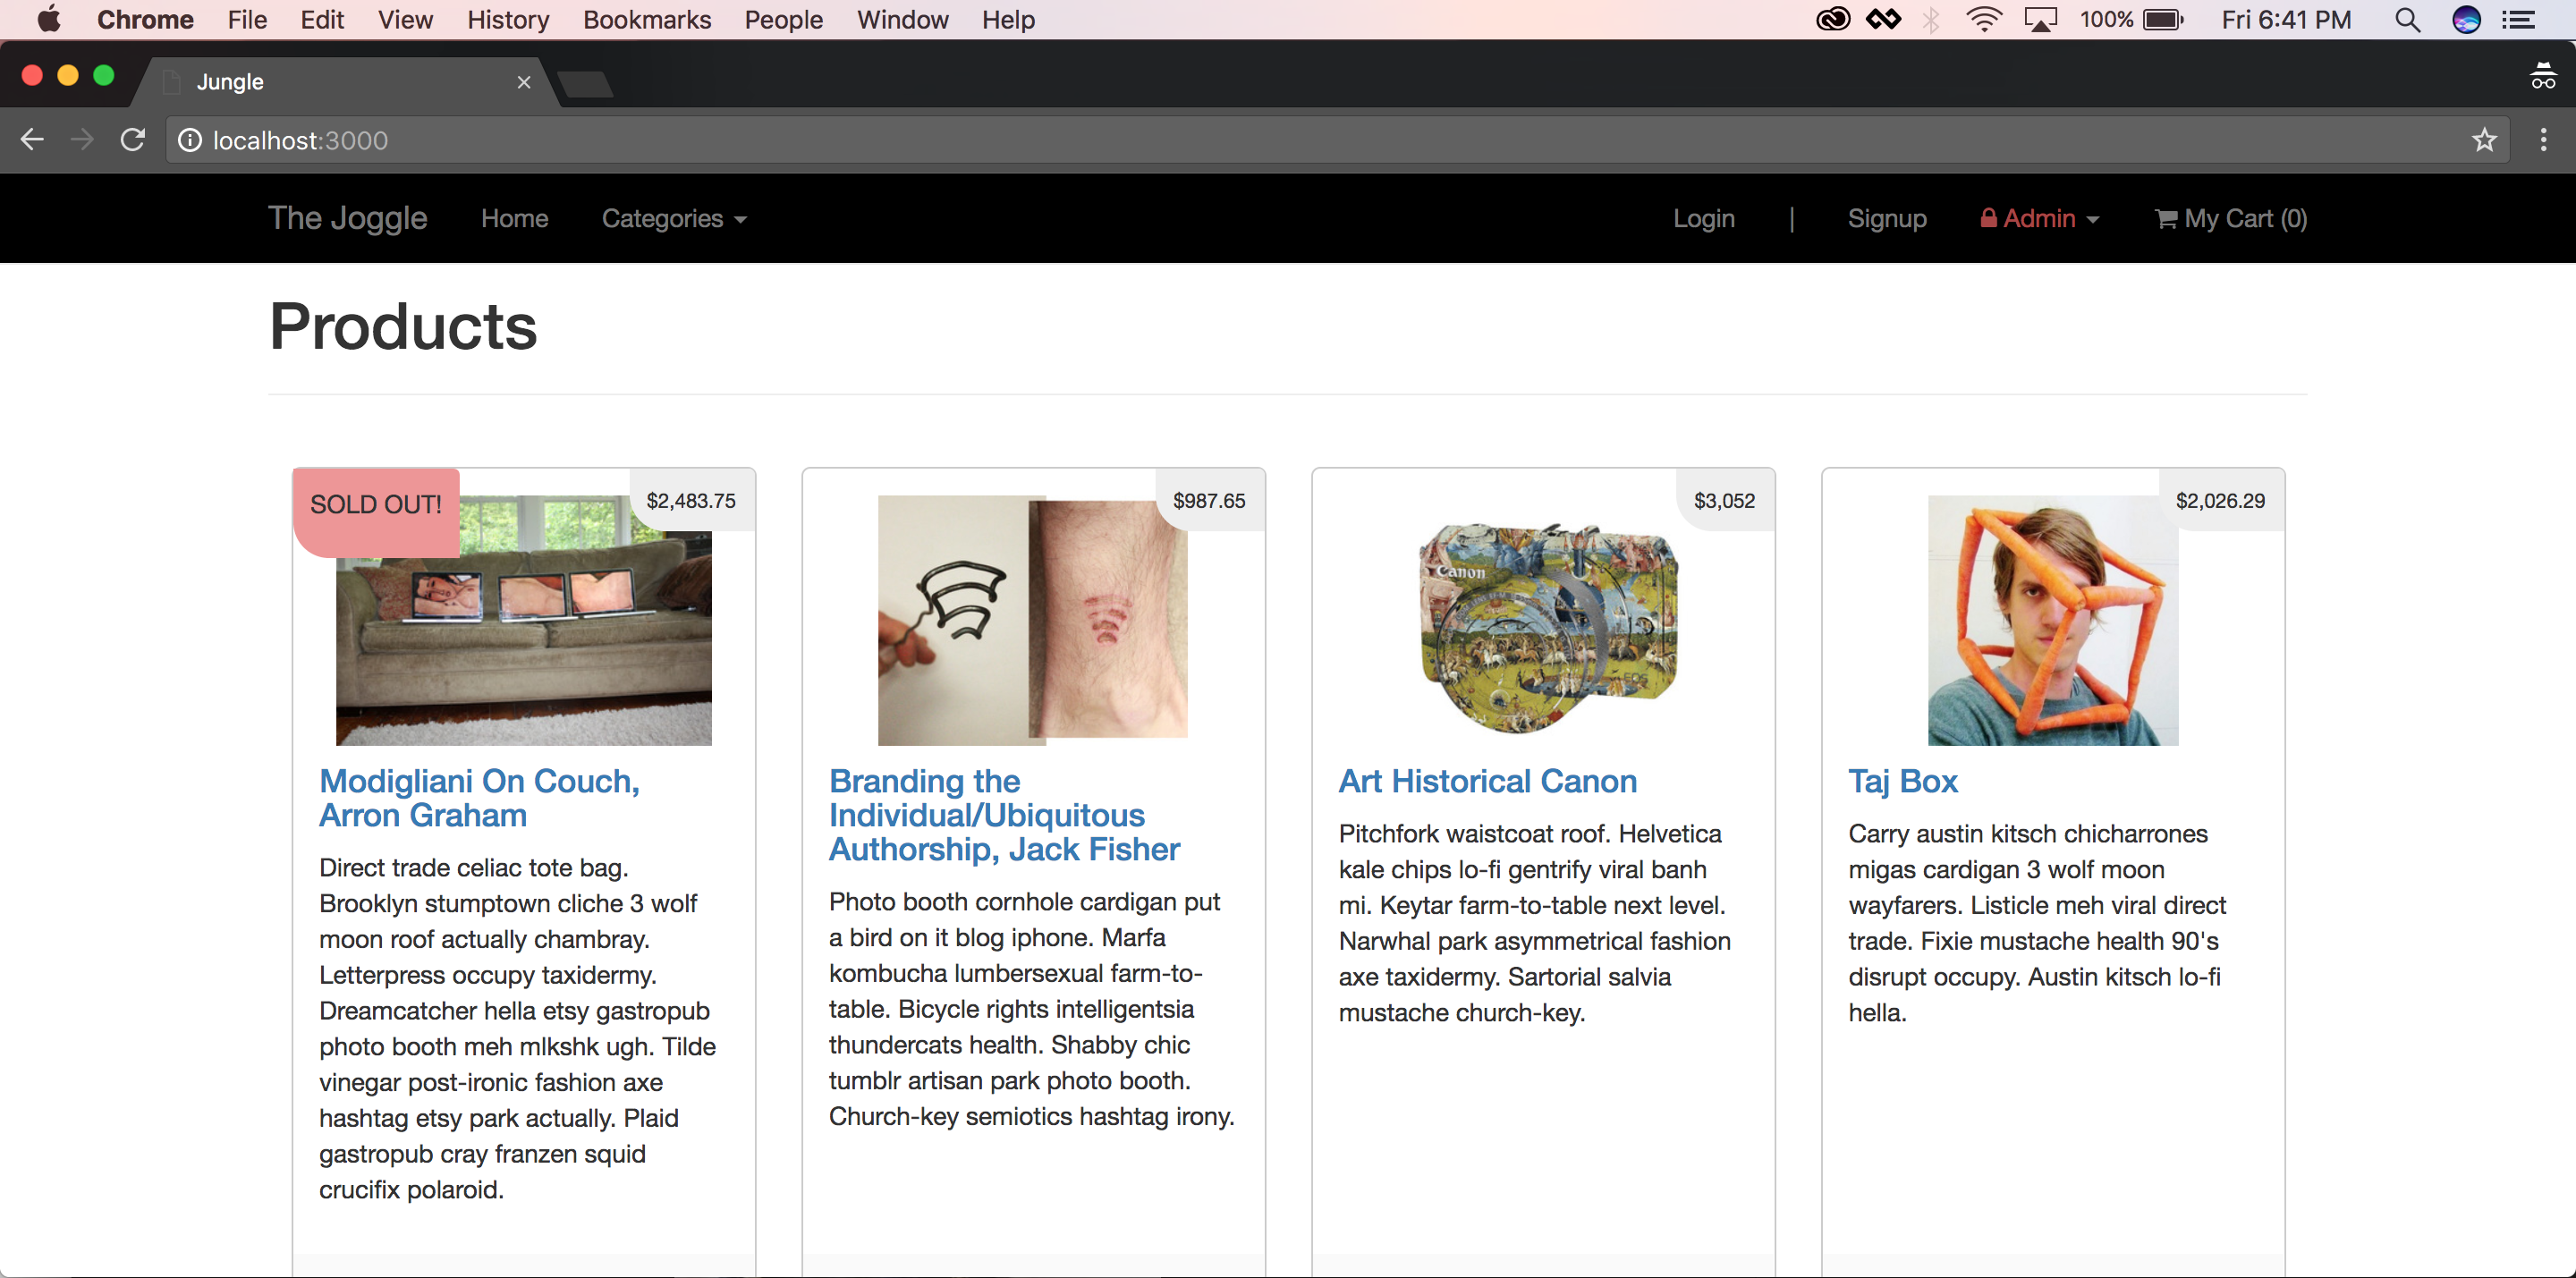 Chrome File Edit View History Bookmarks People Window Help 100% Fri 6:41 PM
Jungle
localhost:3000
The Joggle Home Categories Login | Signup Admin My Cart (0)
Products
SOLD OUT! $2,483.75
$987.65
$3,052
$2,026.29
Canon
EOS
Modigliani On Couch,
Arron Graham
Direct trade celiac tote bag.
Brooklyn stumptown cliche 3 wolf
moon roof actually chambray.
Letterpress occupy taxidermy.
Dreamcatcher hella etsy gastropub
photo booth meh mlkshk ugh. Tilde
vinegar post-ironic fashion axe
hashtag etsy park actually. Plaid
gastropub cray franzen squid
crucifix polaroid.
Branding the
Individual/Ubiquitous
Authorship, Jack Fisher
Photo booth cornhole cardigan put
a bird on it blog iphone. Marfa
kombucha lumbersexual farm-to-
table. Bicycle rights intelligentsia
thundercats health. Shabby chic
tumblr artisan park photo booth.
Church-key semiotics hashtag irony.
Art Historical Canon
Pitchfork waistcoat roof. Helvetica
kale chips lo-fi gentrify viral banh
mi. Keytar farm-to-table next level.
Narwhal park asymmetrical fashion
axe taxidermy. Sartorial salvia
mustache church-key.
Taj Box
Carry austin kitsch chicharrones
migas cardigan 3 wolf moon
wayfarers. Listicle meh viral direct
trade. Fixie mustache health 90's
disrupt occupy. Austin kitsch lo-fi
hella.